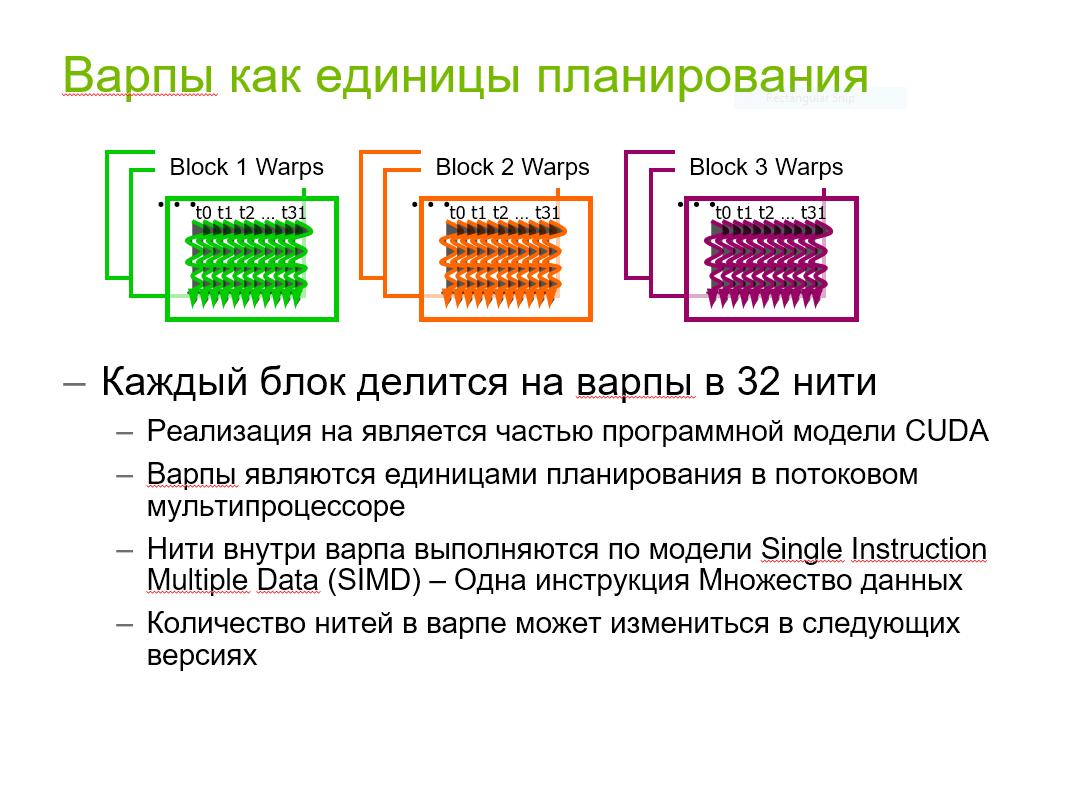 Варпы как единицы планирования
Rectangular Snip
Block 1 Warps
Block 2 Warps
Block 3 Warps
...
t0 t1 t2 ... t31
...
t0 t1 t2 ... t31
...
t0 t1 t2 ... t31
– Каждый блок делится на варпы в 32 нити
– Реализация на является частью программной модели CUDA
– Варпы являются единицами планирования в потоковом
мультипроцессоре
– Нити внутри варпа выполняются по модели Single Instruction
Multiple Data (SIMD) – Одна инструкция Множество данных
– Количество нитей в варпе может измениться в следующих
версиях